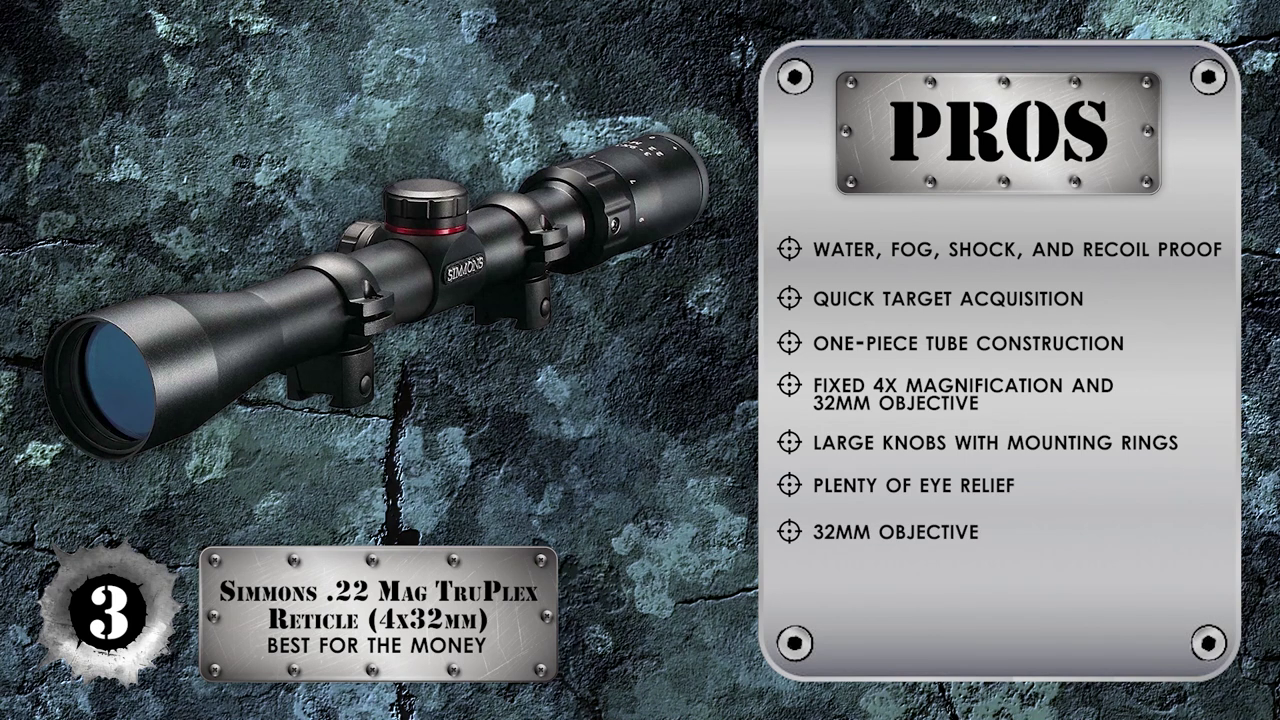 PROS
WATER, FOG, SHOCK, AND RECOIL PROOF
QUICK TARGET ACQUISITION
ONE-PIECE TUBE CONSTRUCTION
FIXED 4X MAGNIFICATION AND
32MM OBJECTIVE
LARGE KNOBS WITH MOUNTING RINGS
PLENTY OF EYE RELIEF
32MM OBJECTIVE
SIMMONS
3
Simmons .22 Mag TruPlex
Reticle (4x32mm)
BEST FOR THE MONEY